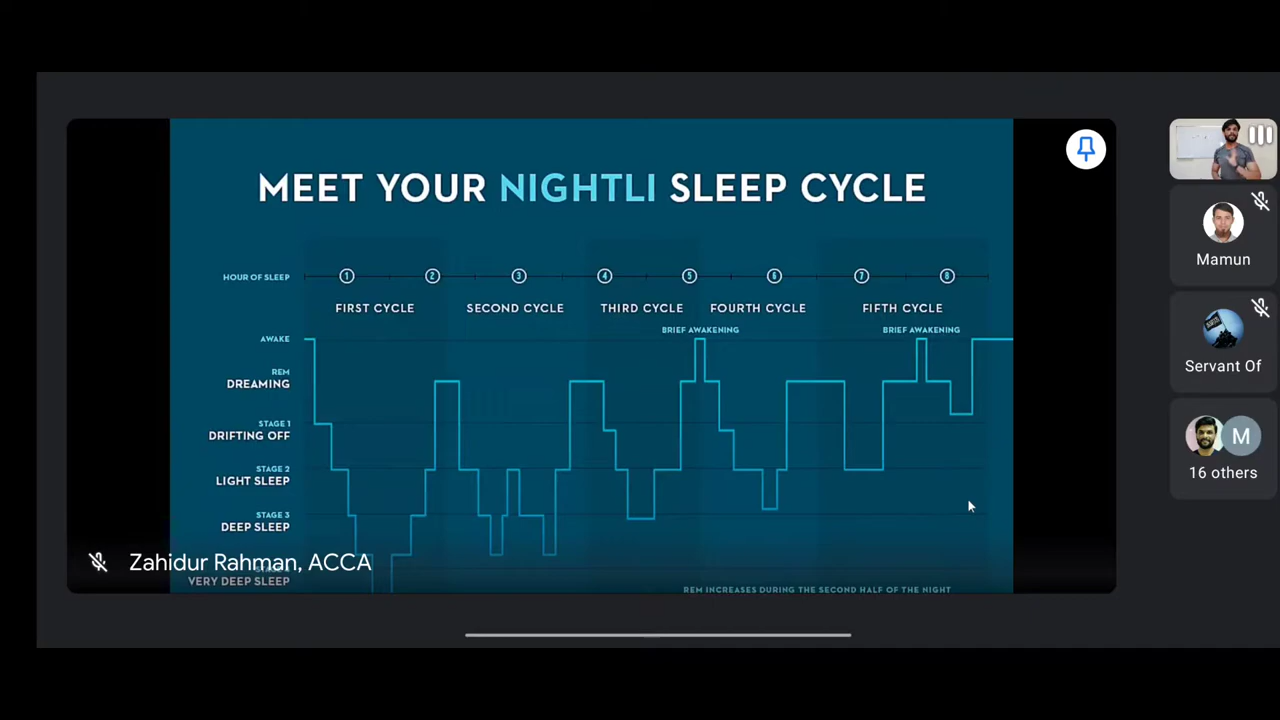 MEET YOUR NIGHTLI SLEEP CYCLE
HOUR OF SLEEP
1 2 3 4 5 6 7 8
FIRST CYCLE SECOND CYCLE THIRD CYCLE FOURTH CYCLE FIFTH CYCLE
BRIEF AWAKENING BRIEF AWAKENING
AWAKE
REM
DREAMING
STAGE 1
DRIFTING OFF
STAGE 2
LIGHT SLEEP
STAGE 3
DEEP SLEEP
Zahidur Rahman, ACCA
VERY DEEP SLEEP
REM INCREASES DURING THE SECOND HALF OF THE NIGHT
Mamun
Servant Of
M
16 others